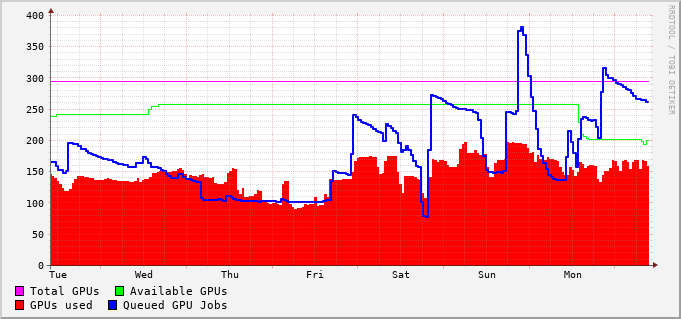 400
350
300
250
200
150
100
50
0
Tue Wed Thu Fri Sat Sun Mon
Total GPUs Available GPUs
GPUs used Queued GPU Jobs
RRDTOOL / TOBI OETIKER